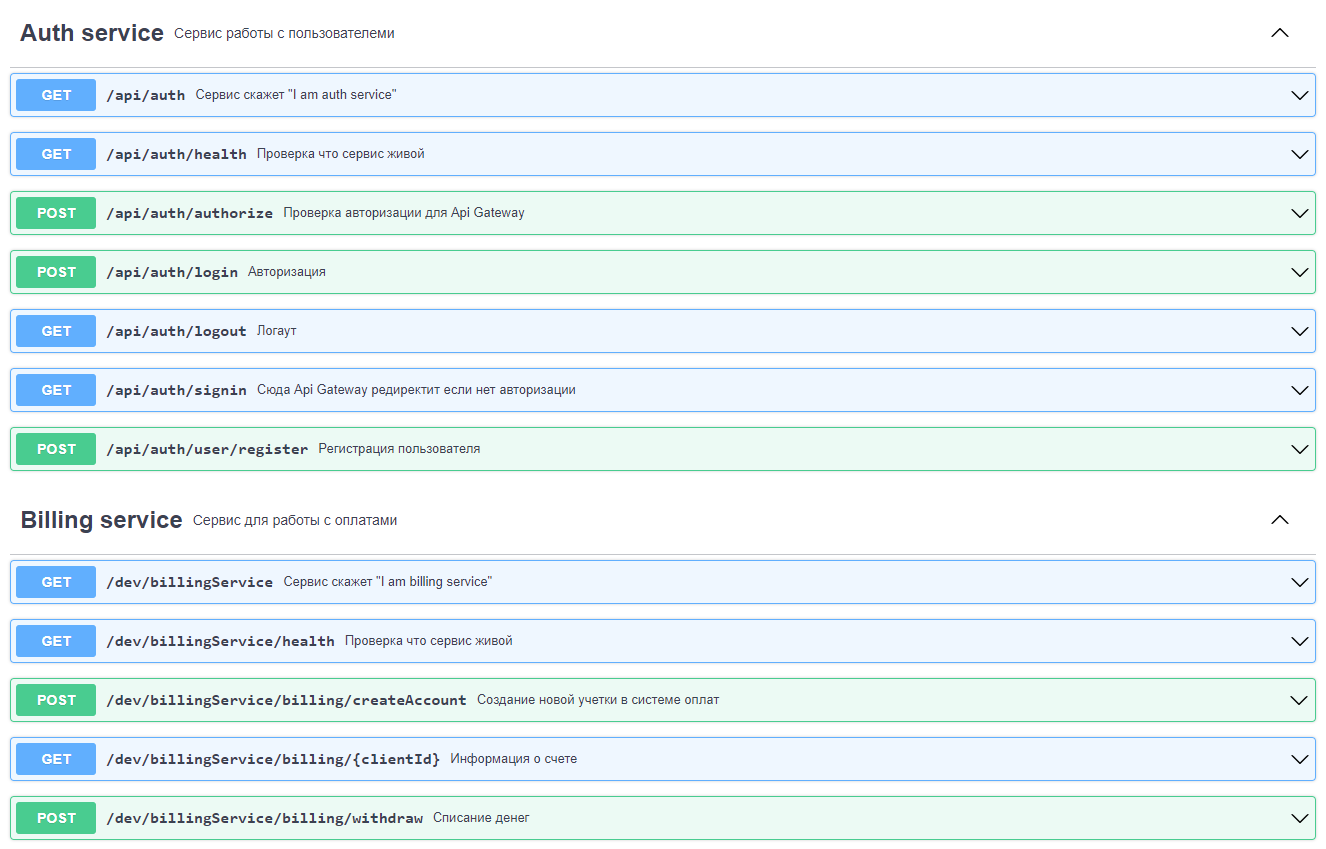 Auth service Сервис работы с пользователеми
GET /api/auth Сервис скажет "I am auth service"
GET /api/auth/health Проверка что сервис живой
POST /api/auth/authorize Проверка авторизации для Api Gateway
POST /api/auth/login Авторизация
GET /api/auth/logout Логаут
GET /api/auth/signin Сюда Api Gateway редиректит если нет авторизации
POST /api/auth/user/register Регистрация пользователя
Billing service Сервис для работы с оплатами
GET /dev/billingService Сервис скажет "I am billing service"
GET /dev/billingService/health Проверка что сервис живой
POST /dev/billingService/billing/createAccount Создание новой учетки в системе оплат
GET /dev/billingService/billing/{clientId} Информация о счете
POST /dev/billingService/billing/withdraw Списание денег